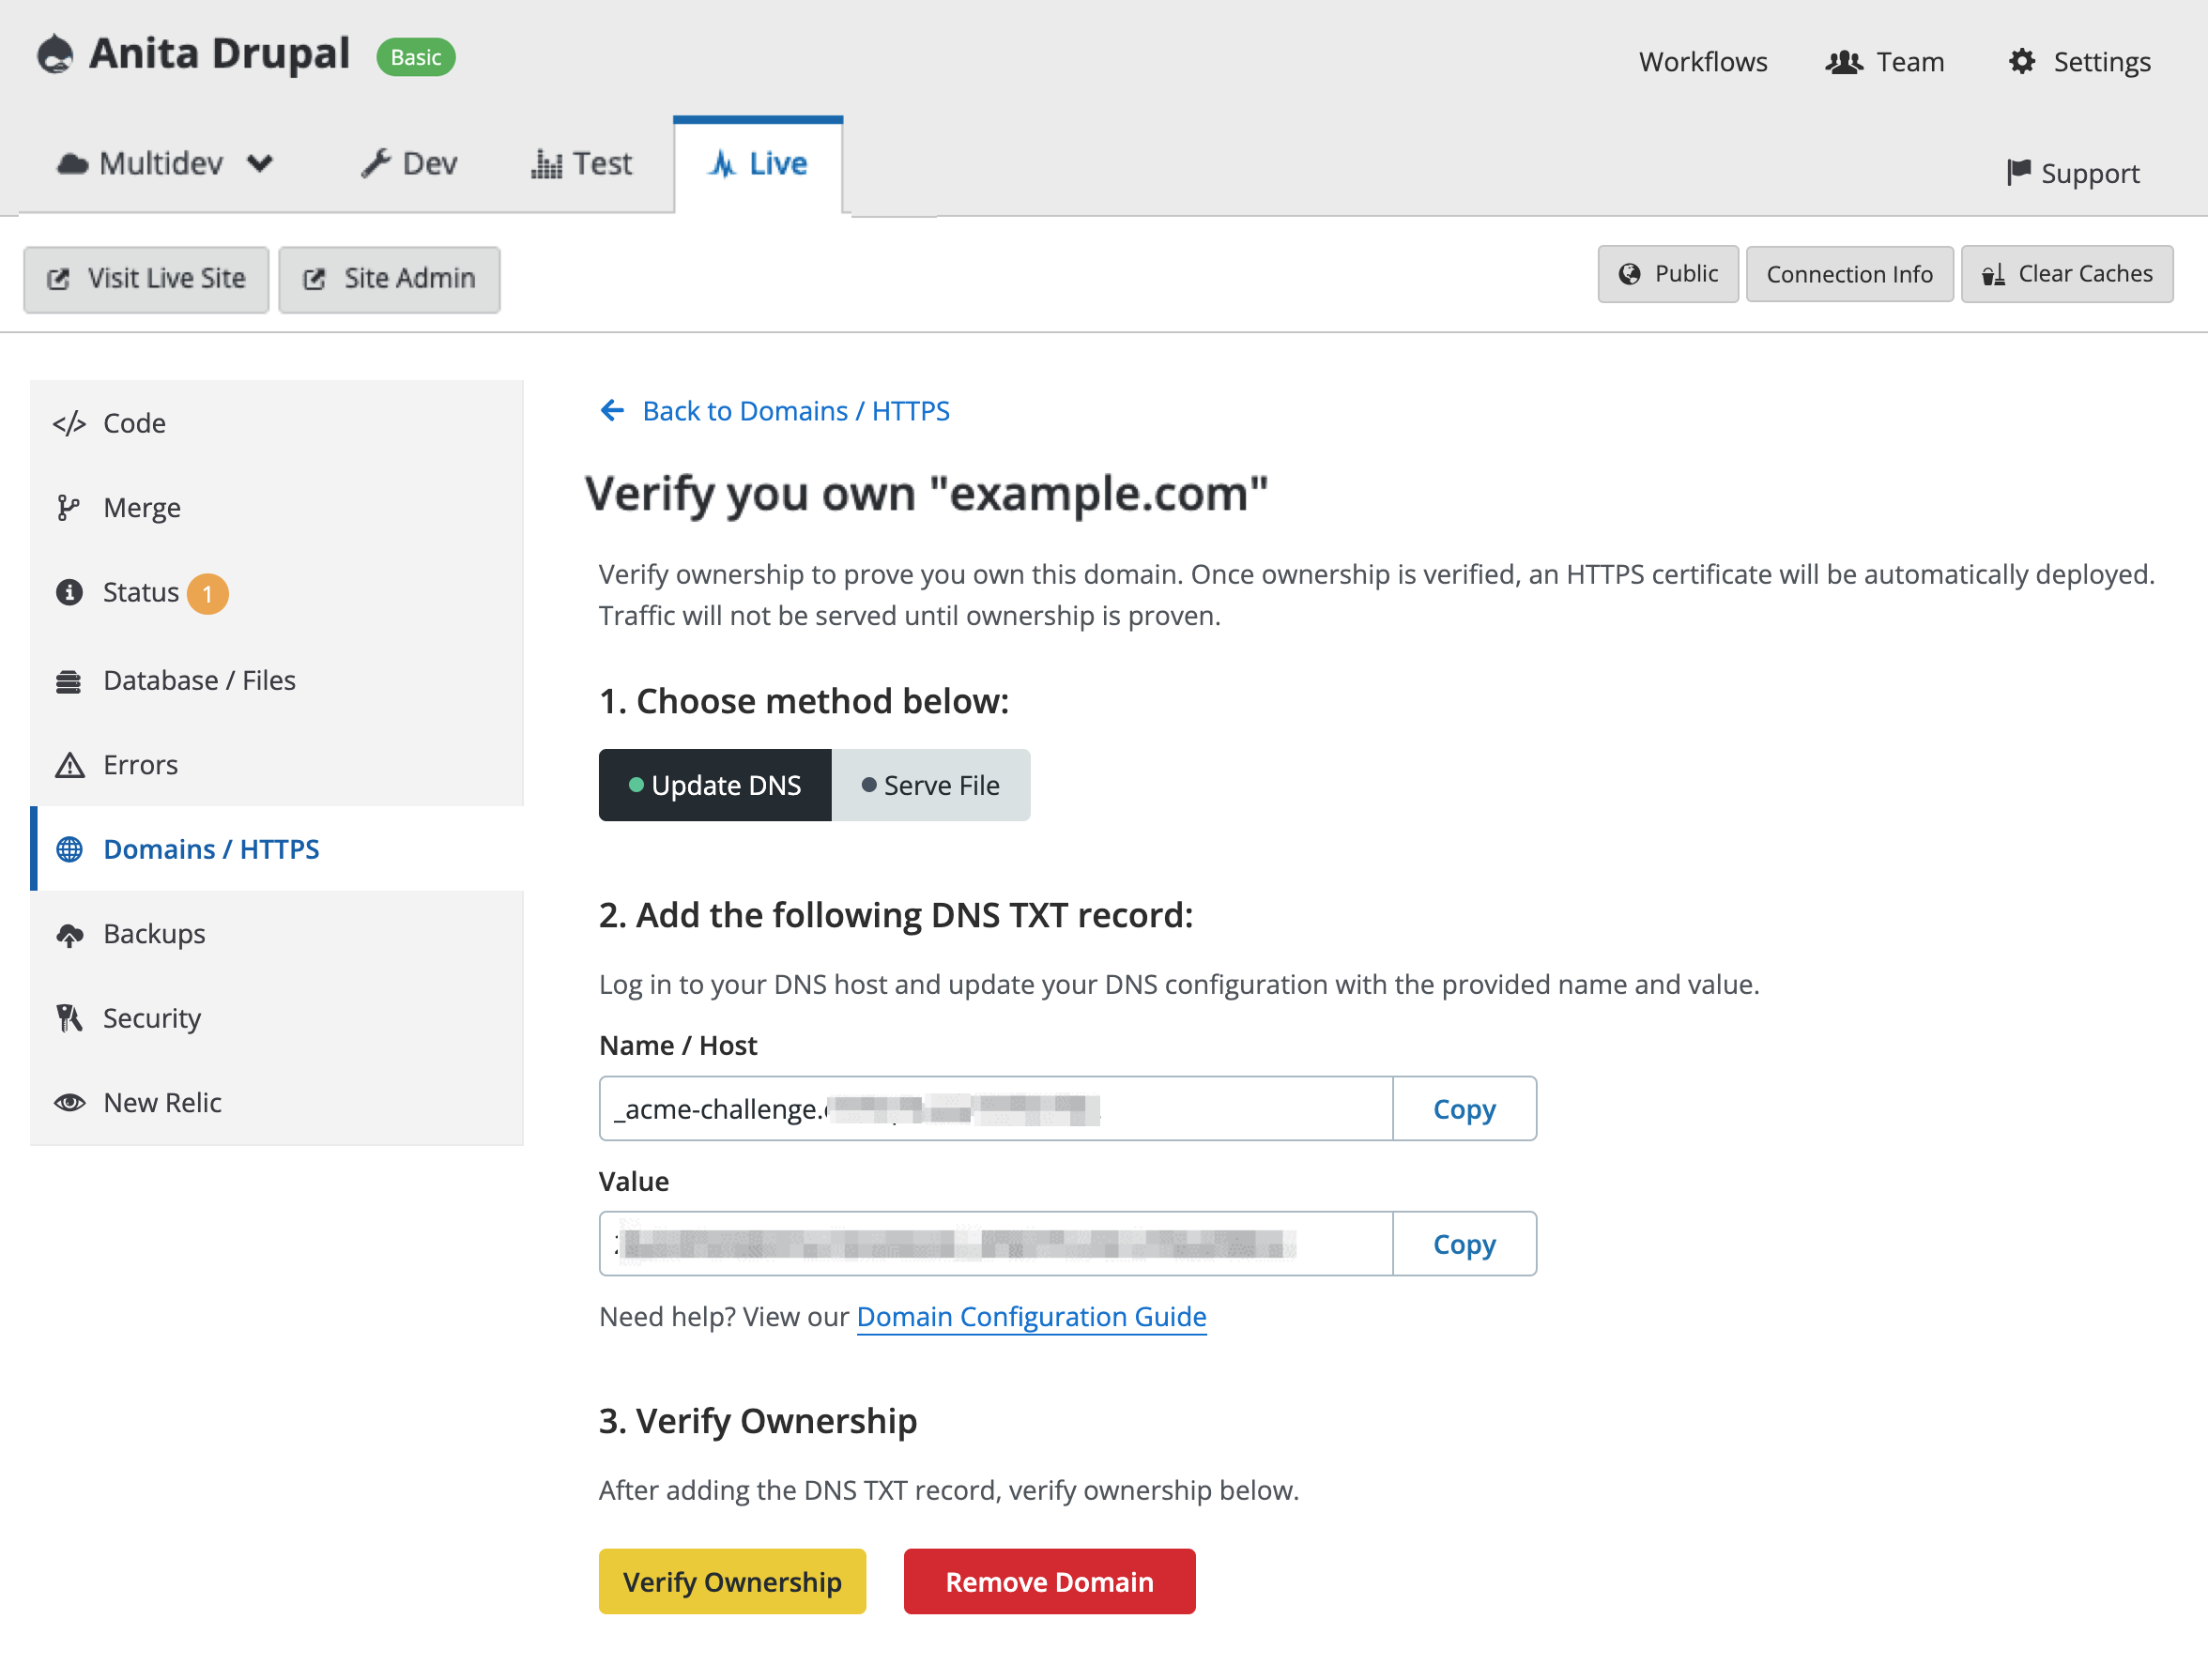 Anita Drupal Basic
Workflows Team Settings
Multidev Dev Test Live
Support
Visit Live Site Site Admin Public Connection Info Clear Caches
Code
Merge
Status 1
Database / Files
Errors
Domains / HTTPS
Backups
Security
New Relic
Back to Domains / HTTPS
Verify you own "example.com"
Verify ownership to prove you own this domain. Once ownership is verified, an HTTPS certificate will be automatically deployed.
Traffic will not be served until ownership is proven.
1. Choose method below:
Update DNS Serve File
2. Add the following DNS TXT record:
Log in to your DNS host and update your DNS configuration with the provided name and value.
Name / Host
_acme-challenge. Copy
Value
Copy
Need help? View our Domain Configuration Guide
3. Verify Ownership
After adding the DNS TXT record, verify ownership below.
Verify Ownership Remove Domain